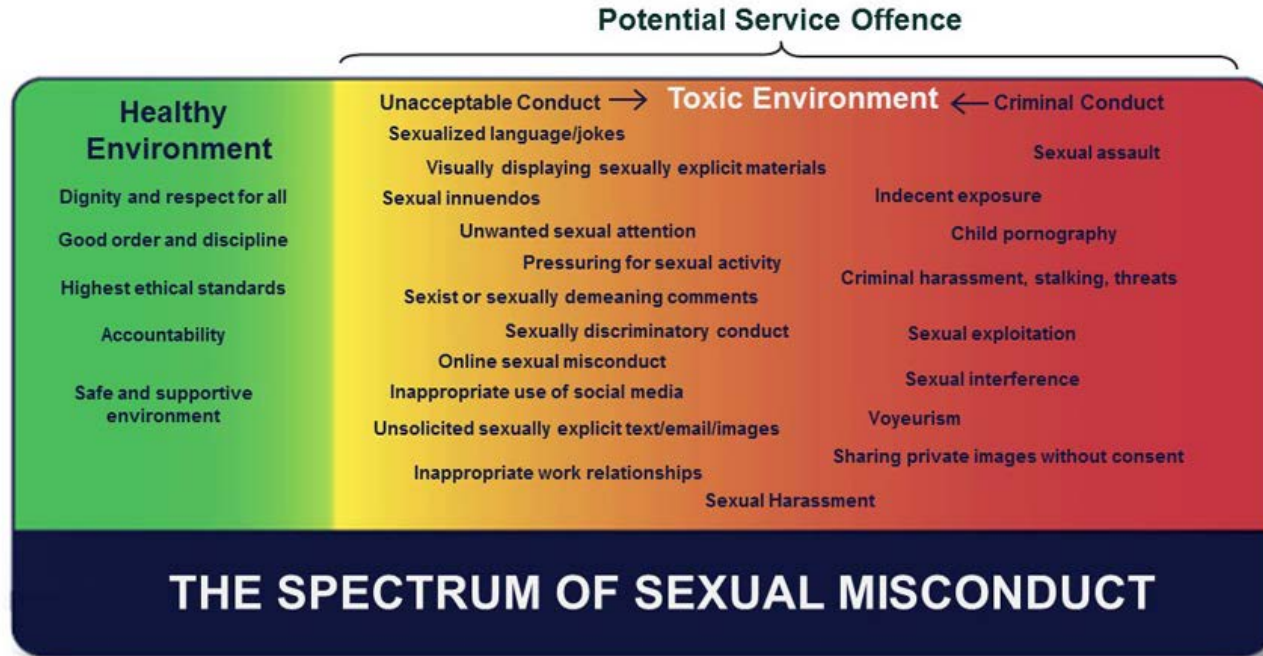 Potential Service Offence
Healthy
Environment
Dignity and respect for all
Good order and discipline
Highest ethical standards
Accountability
Safe and supportive
environment
Unacceptable Conduct → Toxic Environment ← Criminal Conduct
Sexualized language/jokes
Visually displaying sexually explicit materials
Sexual innuendos
Unwanted sexual attention
Pressuring for sexual activity
Sexist or sexually demeaning comments
Sexually discriminatory conduct
Online sexual misconduct
Inappropriate use of social media
Unsolicited sexually explicit text/email/images
Inappropriate work relationships
Sexual Harassment
Sexual assault
Indecent exposure
Child pornography
Criminal harassment, stalking, threats
Sexual exploitation
Sexual interference
Voyeurism
Sharing private images without consent
THE SPECTRUM OF SEXUAL MISCONDUCT